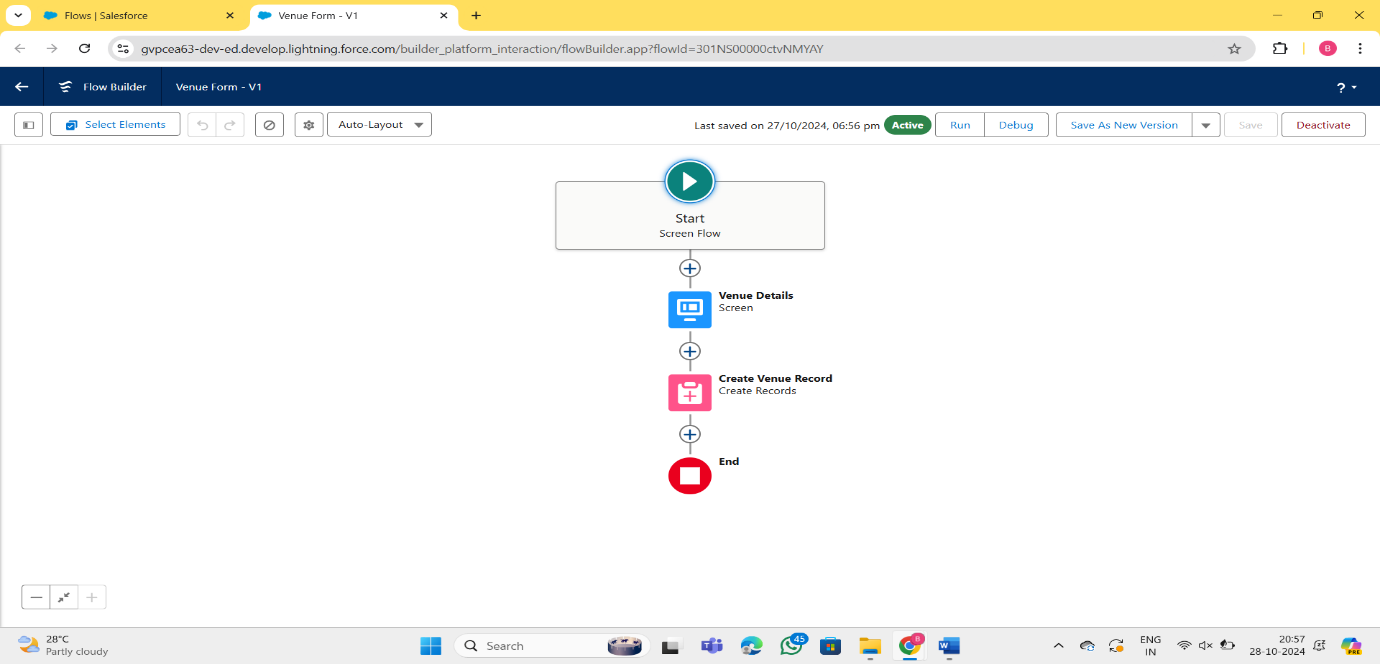 Flows | Salesforce
Venue Form - V1
gvpcea63-dev-ed.develop.lightning.force.com/builder_platform_interaction/flowBuilder.app?flowId=301NS00000ctvNMYAY
B
Flow Builder
Venue Form - V1
?
Select Elements
Auto-Layout
Last saved on 27/10/2024, 06:56 pm
Active
Run
Debug
Save As New Version
Save
Deactivate
Start
Screen Flow
Venue Details
Screen
Create Venue Record
Create Records
End
28°C
Partly cloudy
Search
45
B
W
ENG
IN
20:57
28-10-2024
PRE